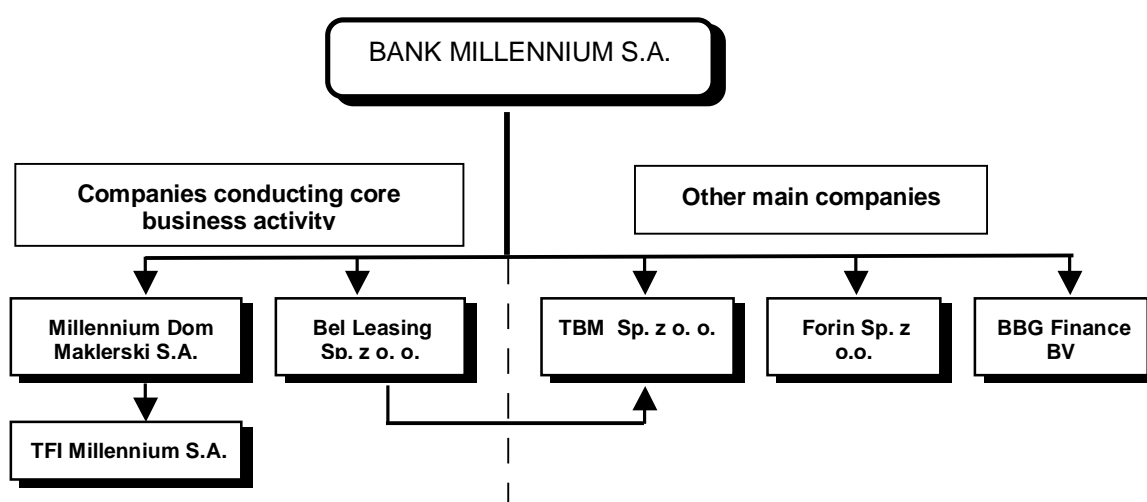 BANK MILLENNIUM S.A.
Companies conducting core
business activity
Other main companies
Millennium Dom
Maklerski S.A.
Bel Leasing
Sp. z o. o.
TBM Sp. z o. o.
Forin Sp. z
o.o.
BBG Finance
BV
TFI Millennium S.A.